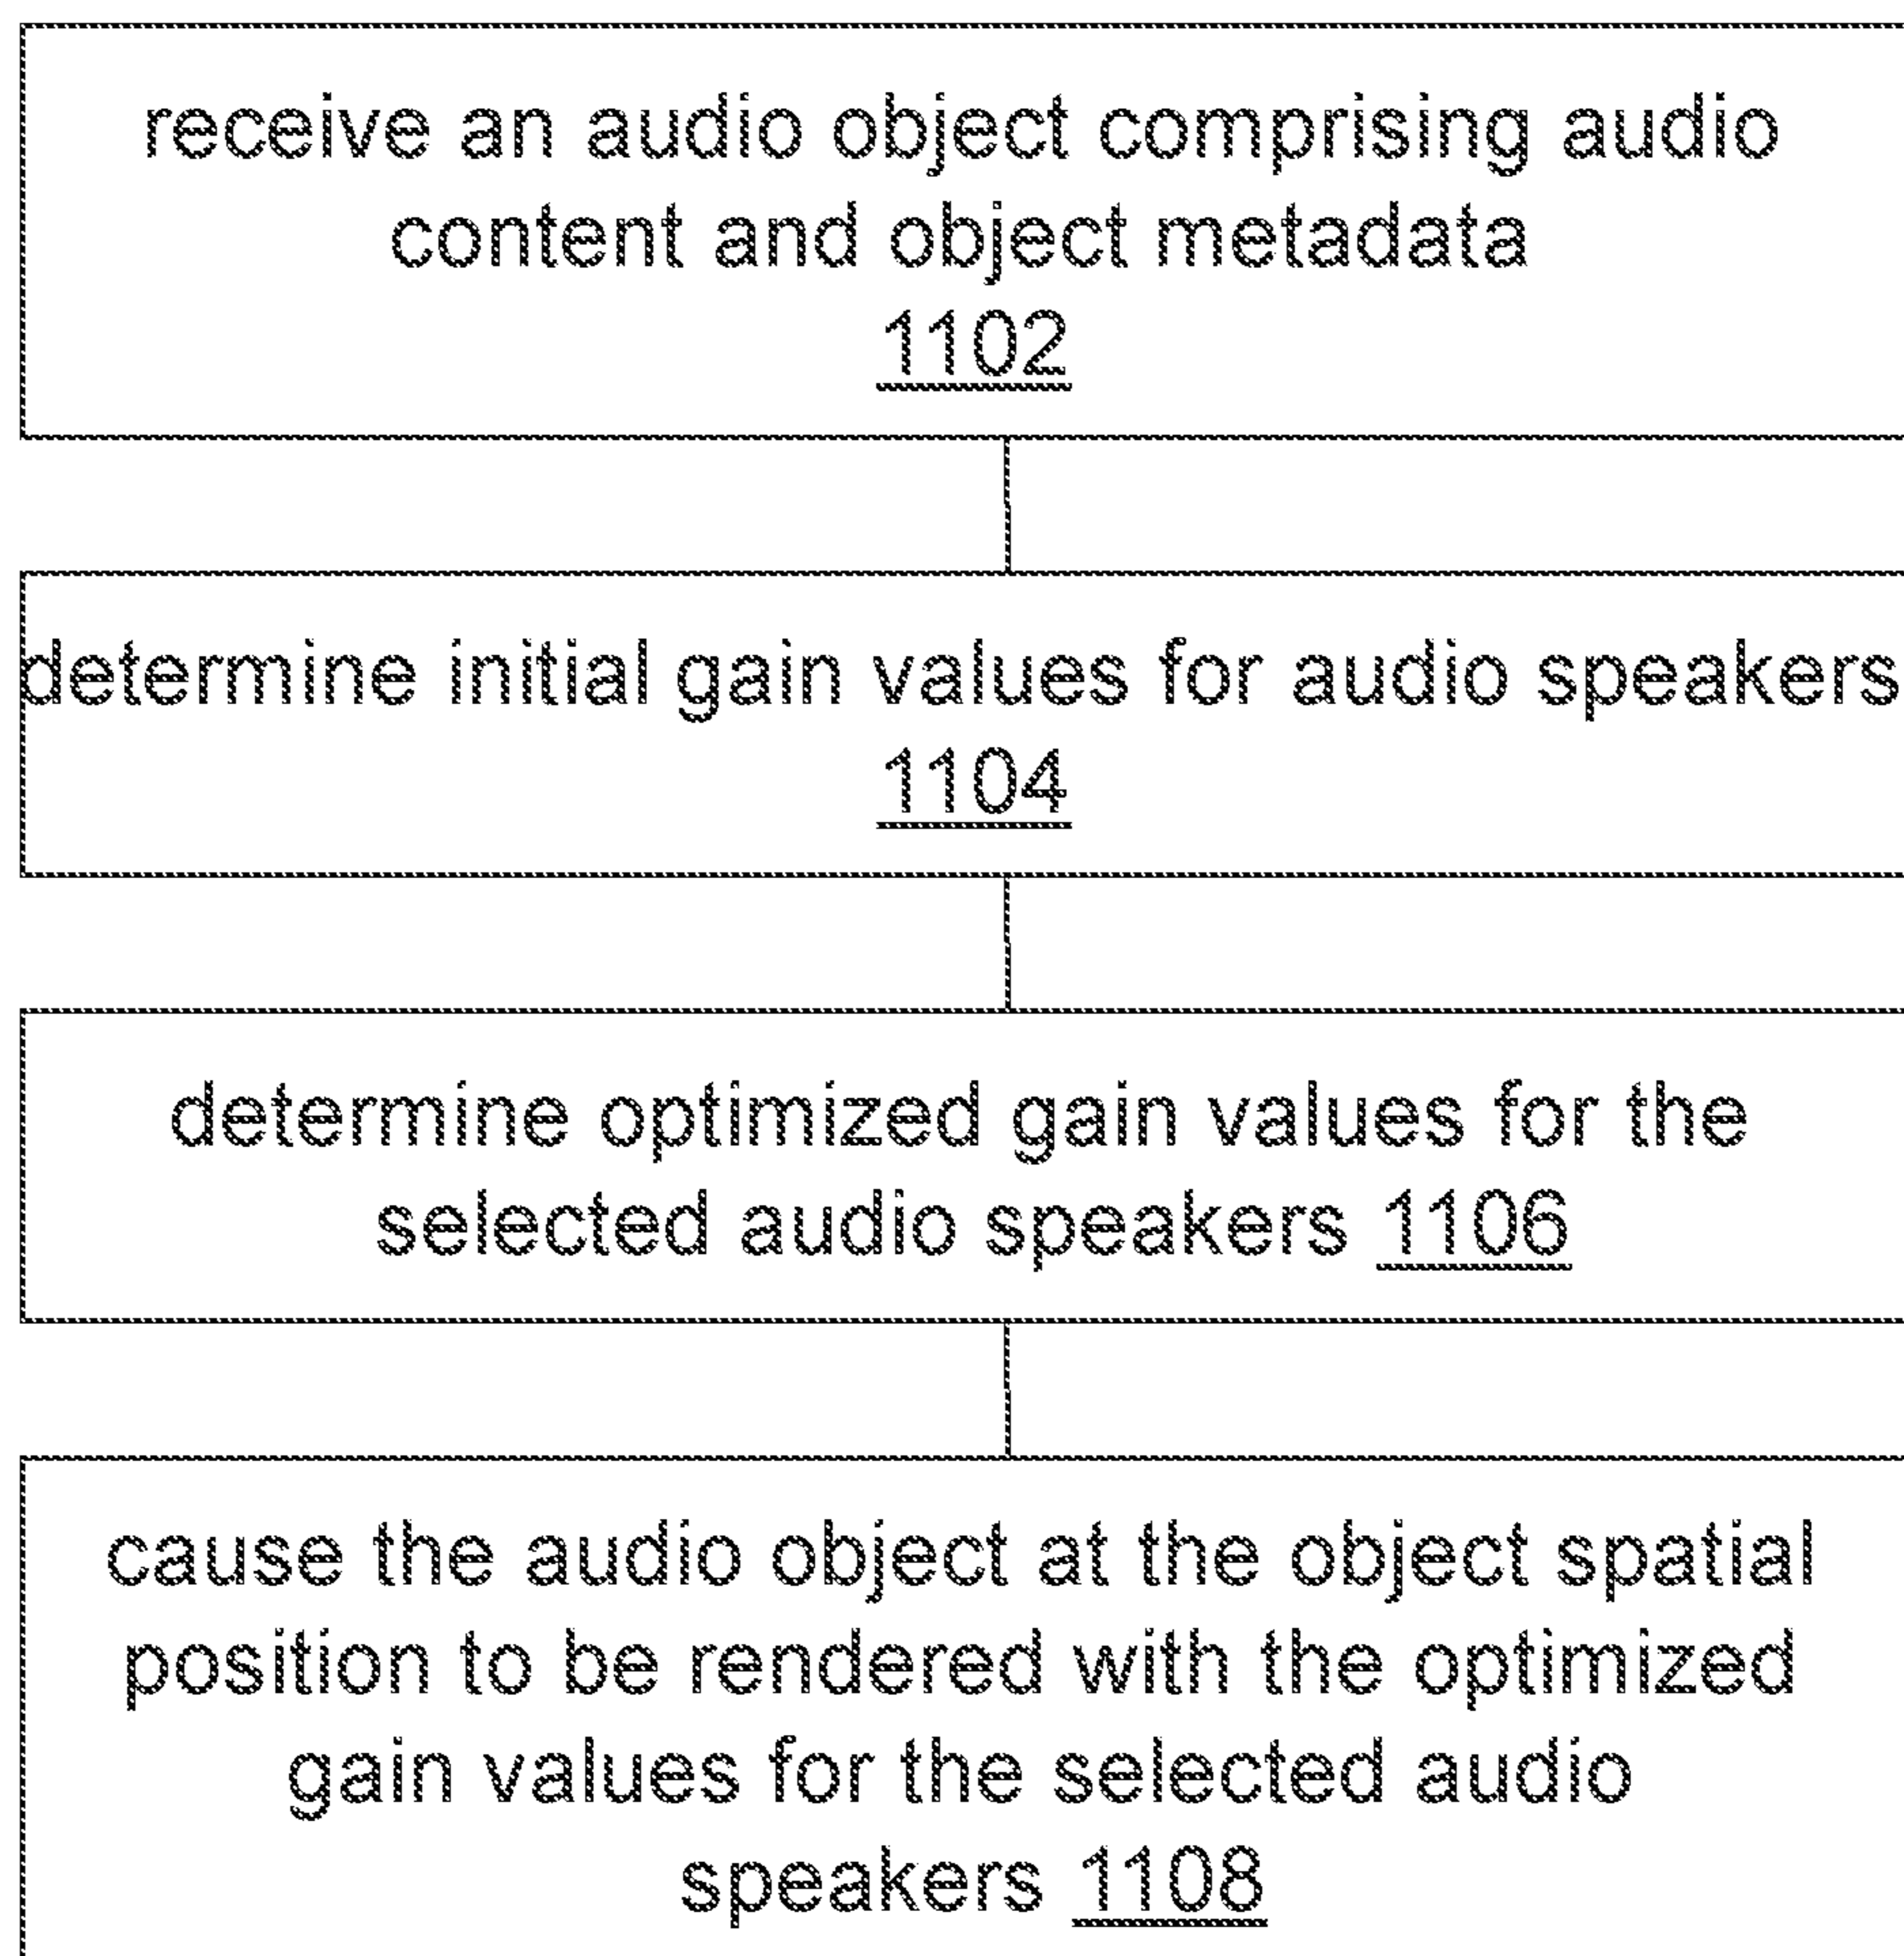 receive an audio object comprising audio
content and object metadata
1102
determine initial gain values for audio speakers
1104
determine optimized gain values for the
selected audio speakers 1106
cause the audio object at the object spatial
position to be rendered with the optimized
gain values for the selected audio
speakers 1108